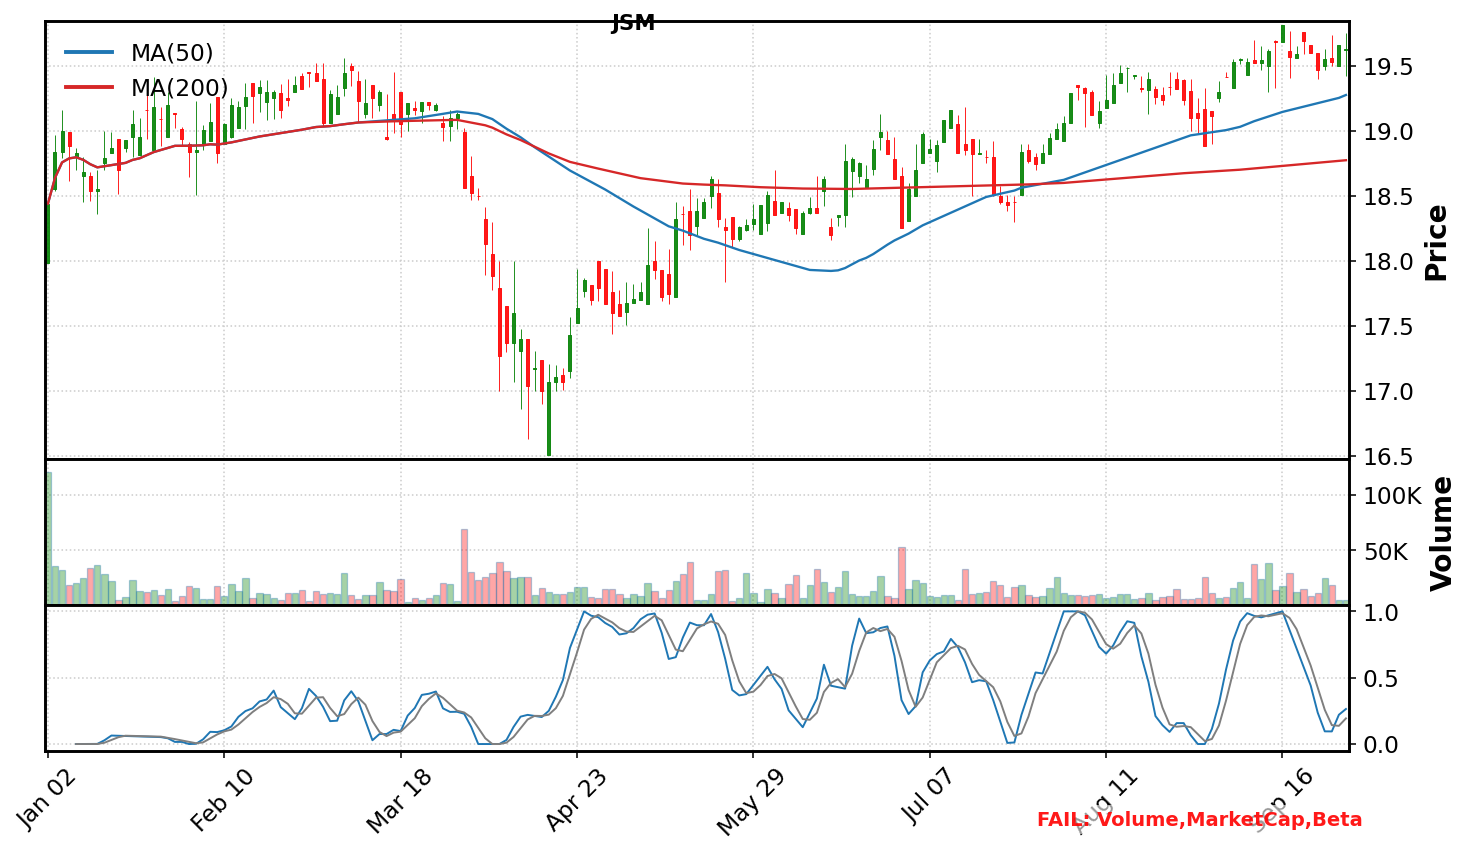 JSM
MA(50)
MA(200)
19.5
19.0
18.5
18.0
17.5
17.0
16.5
Price
100K
50K
Volume
1.0
0.5
0.0
Jan 02
Feb 10
Mar 18
Apr 23
May 29
Jul 07
Aug 11
Sep 16
FAIL: Volume,MarketCap,Beta